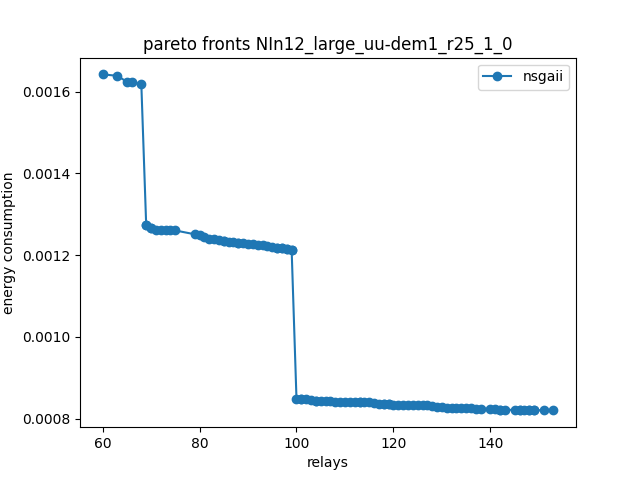 pareto fronts NIn12_large_uu-dem1_r25_1_0
nsgaii
energy consumption
0.0016
0.0014
0.0012
0.0010
0.0008
60 80 100 120 140
relays